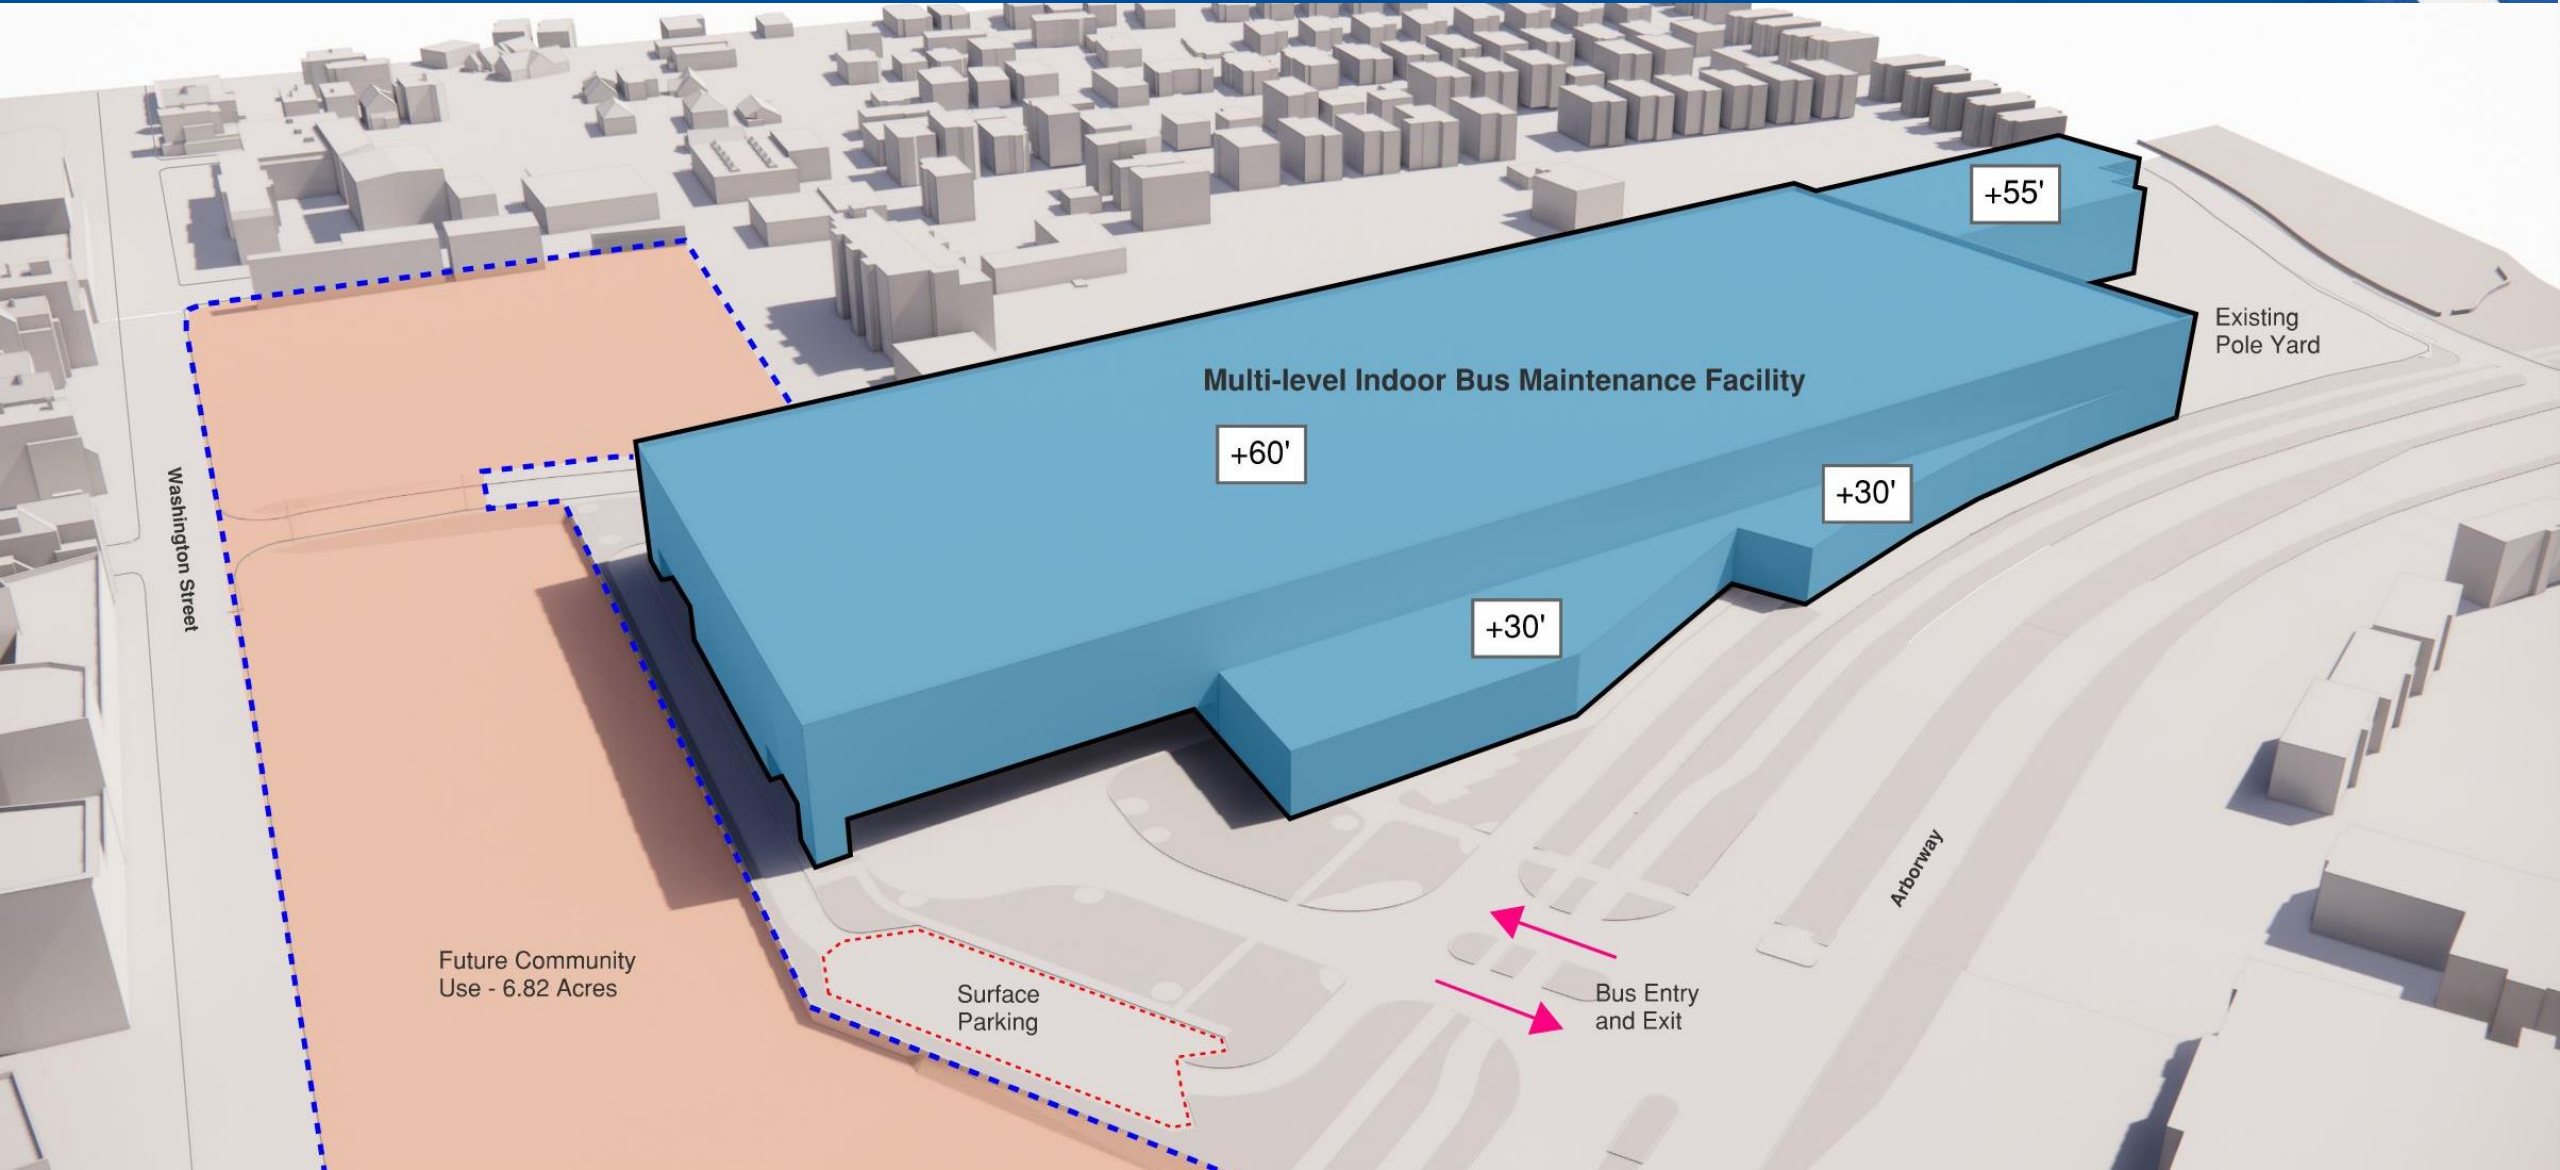 +55'
Existing
Pole Yard
Multi-level Indoor Bus Maintenance Facility
+60'
+30'
+30'
Washington Street
Arborway
Future Community
Use - 6.82 Acres
Surface
Parking
Bus Entry
and Exit